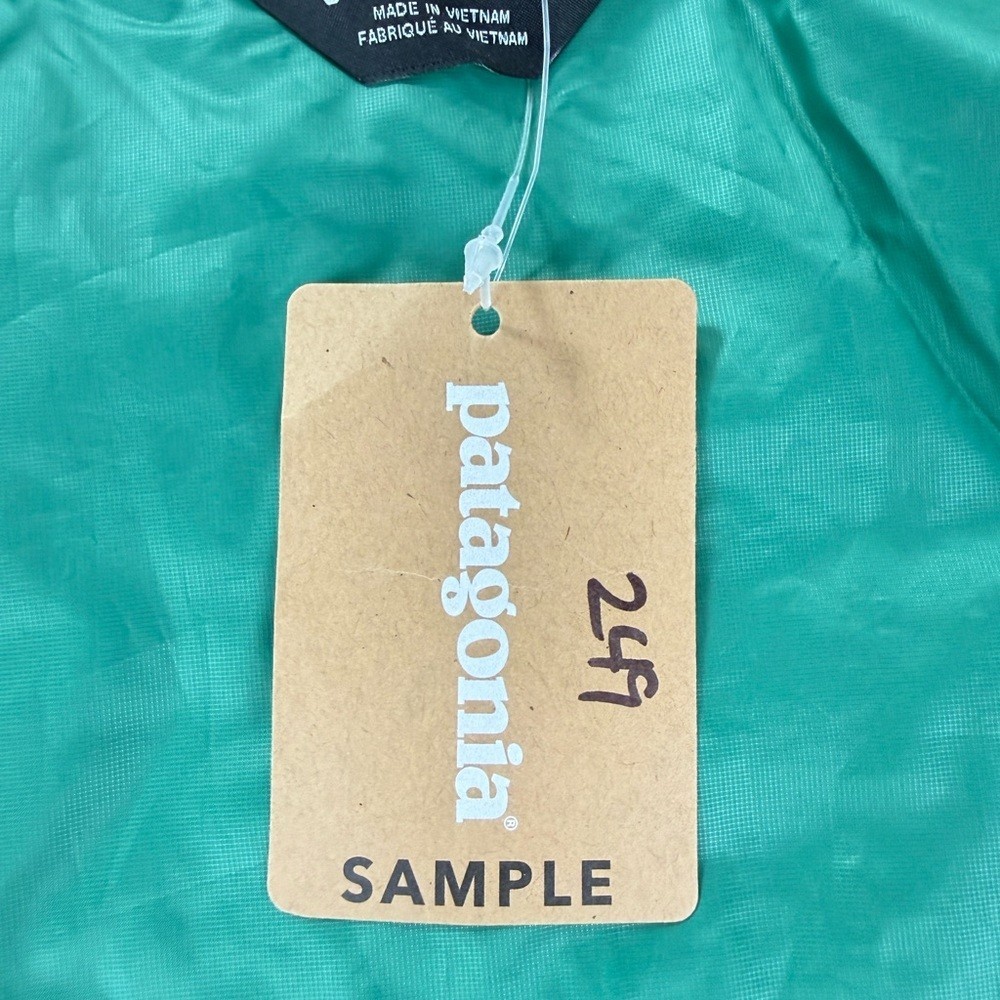 MADE IN VIETNAM
FABRIQUÉ AU VIETNAM
patagonia®
249
SAMPLE